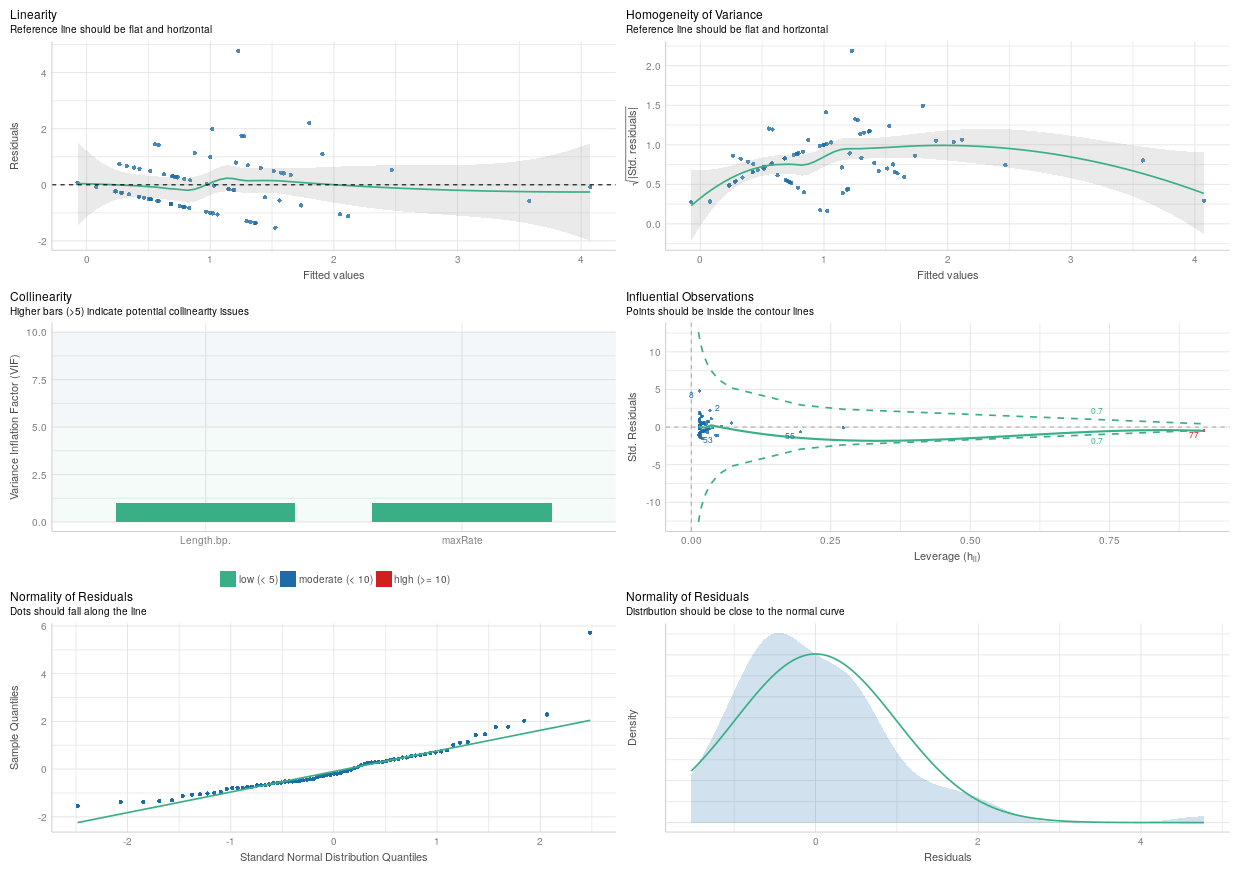 Linearity
Reference line should be flat and horizontal
Residuals
4
2
0
-2
0
1
2
3
4
Fitted values
Homogeneity of Variance
Reference line should be flat and horizontal
√|Std. residuals|
2.0
1.5
1.0
0.5
0.0
0
1
2
3
4
Fitted values
Collinearity
Higher bars (>5) indicate potential collinearity issues
Variance Inflation Factor (VIF)
10.0
7.5
5.0
2.5
0.0
Length.bp.
maxRate
low (< 5)
moderate (< 10)
high (>= 10)
Influential Observations
Points should be inside the contour lines
Std. Residuals
10
5
0
-5
-10
8
2
53
55
0.7
0.7
77
0.00
0.25
0.50
0.75
Leverage (hii)
Normality of Residuals
Dots should fall along the line
Sample Quantiles
6
4
2
0
-2
-2
-1
0
1
2
Standard Normal Distribution Quantiles
Normality of Residuals
Distribution should be close to the normal curve
Density
0
2
4
Residuals